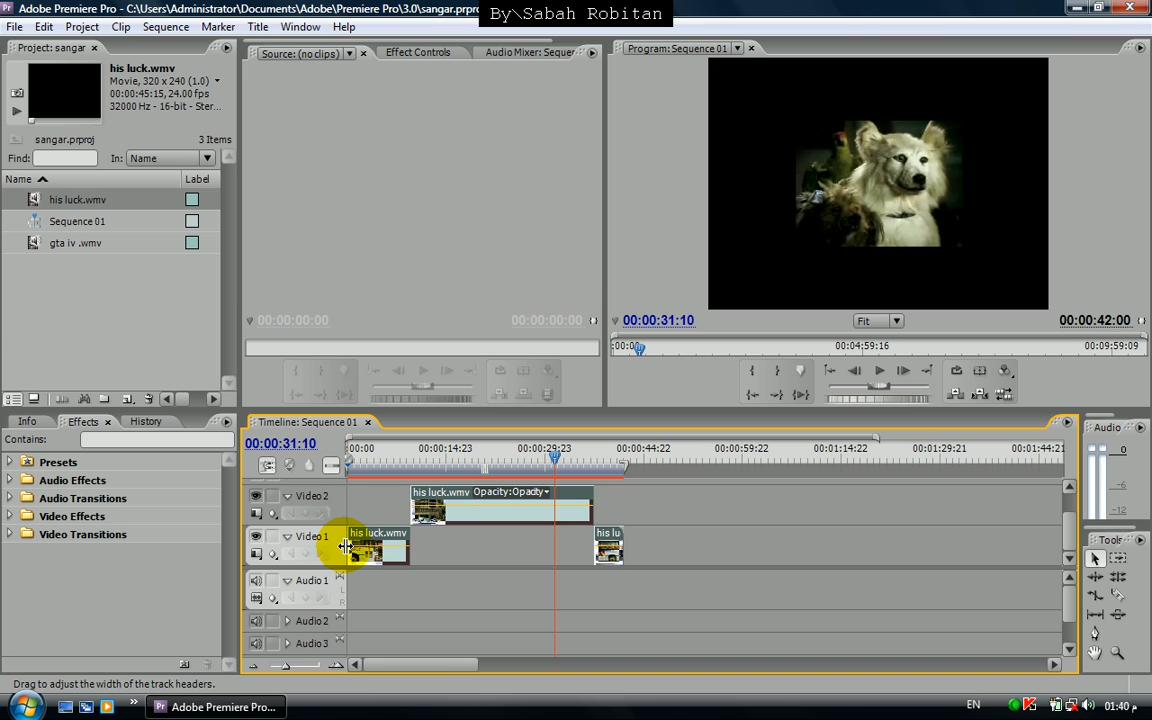 Adobe Premiere Pro - C:\Users\Administrator\Documents\Adobe\Premiere Pro\3.0\sangar.prpro
By\Sabah Robitan
File Edit Project Clip Sequence Marker Title Window Help
Project: sangar
his luck.wmv
Movie, 320 x 240 (1.0)
00:00:45:15, 24.00 fps
32000 Hz - 16-bit - Ster...
sangar.prproj
3 Items
Find:
In: Name
Name
Label
his luck.wmv
Sequence 01
gta iv .wmv
Source: (no clips)
Effect Controls
Audio Mixer: Sequer
00:00:00:00
00:00:00:00
Program: Sequence 01
00:00:31:10
Fit
00:00:42:00
:00:0
00:04:59:16
00:09:59:09
Info
Effects
History
Contains:
Presets
Audio Effects
Audio Transitions
Video Effects
Video Transitions
Timeline: Sequence 01
00:00:31:10
:00:00
00:00:14:23
00:00:29:23
00:00:44:22
00:00:59:22
00:01:14:22
00:01:29:21
00:01:44:21
Video 2
his luck.wmv Opacity:Opacity
Video 1
his luck.wmv
his lu
Audio 1
L
R
Audio 2
Audio 3
Audio
0
-6
-12
Tools
Drag to adjust the width of the track headers.
Adobe Premiere Pro...
EN
01:40 م